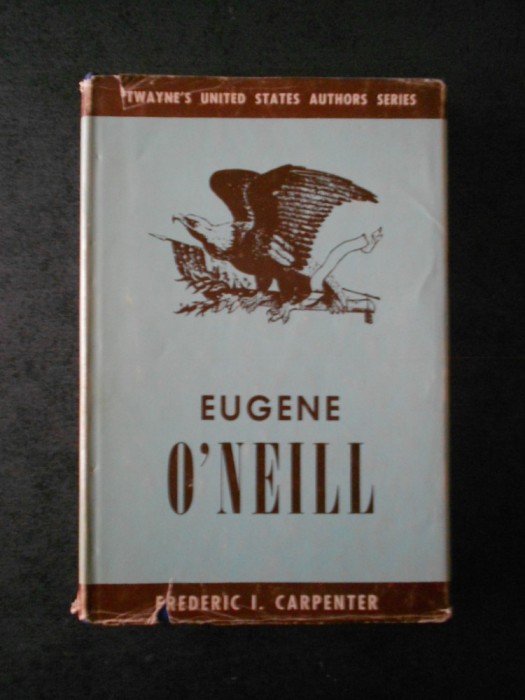 TWAYNE'S UNITED STATES AUTHORS SERIES
EUGENE
O'NEILL
FREDERIC I. CARPENTER